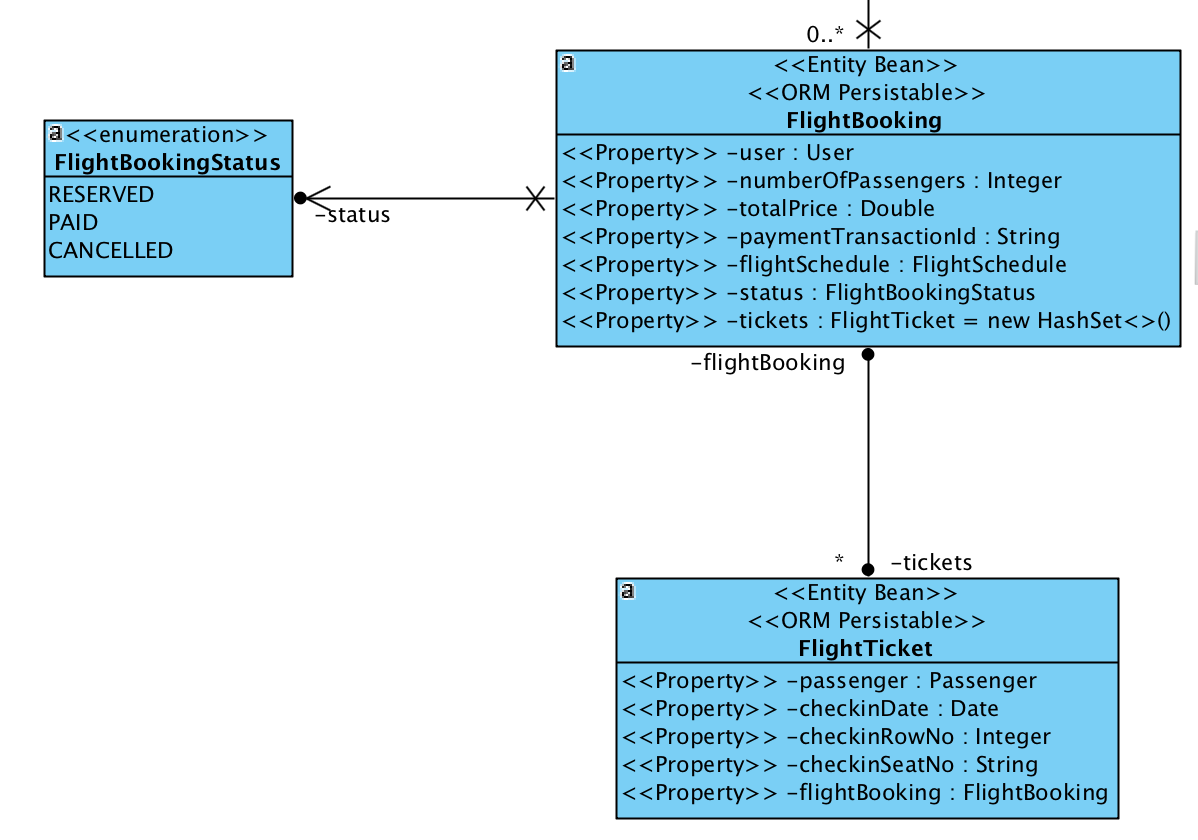 0..*
a
<<Entity Bean>>
<<ORM Persistable>>
FlightBooking
<<Property>> -user : User
<<Property>> -numberOfPassengers : Integer
<<Property>> -totalPrice : Double
<<Property>> -paymentTransactionId : String
<<Property>> -flightSchedule : FlightSchedule
<<Property>> -status : FlightBookingStatus
<<Property>> -tickets : FlightTicket = new HashSet<>()
a <<enumeration>>
FlightBookingStatus
RESERVED
PAID
CANCELLED
-status
-flightBooking
* -tickets
a
<<Entity Bean>>
<<ORM Persistable>>
FlightTicket
<<Property>> -passenger : Passenger
<<Property>> -checkinDate : Date
<<Property>> -checkinRowNo : Integer
<<Property>> -checkinSeatNo : String
<<Property>> -flightBooking : FlightBooking